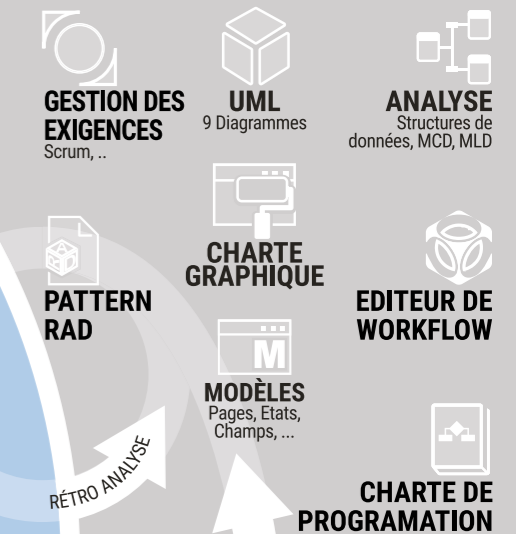 GESTION DES
EXIGENCES
Scrum, ..
UML
9 Diagrammes
ANALYSE
Structures de
données, MCD, MLD
CHARTE
GRAPHIQUE
PATTERN
RAD
EDITEUR DE
WORKFLOW
M
MODÈLES
Pages, Etats,
Champs, ...
RÉTRO ANALYSE
CHARTE DE
PROGRAMATION